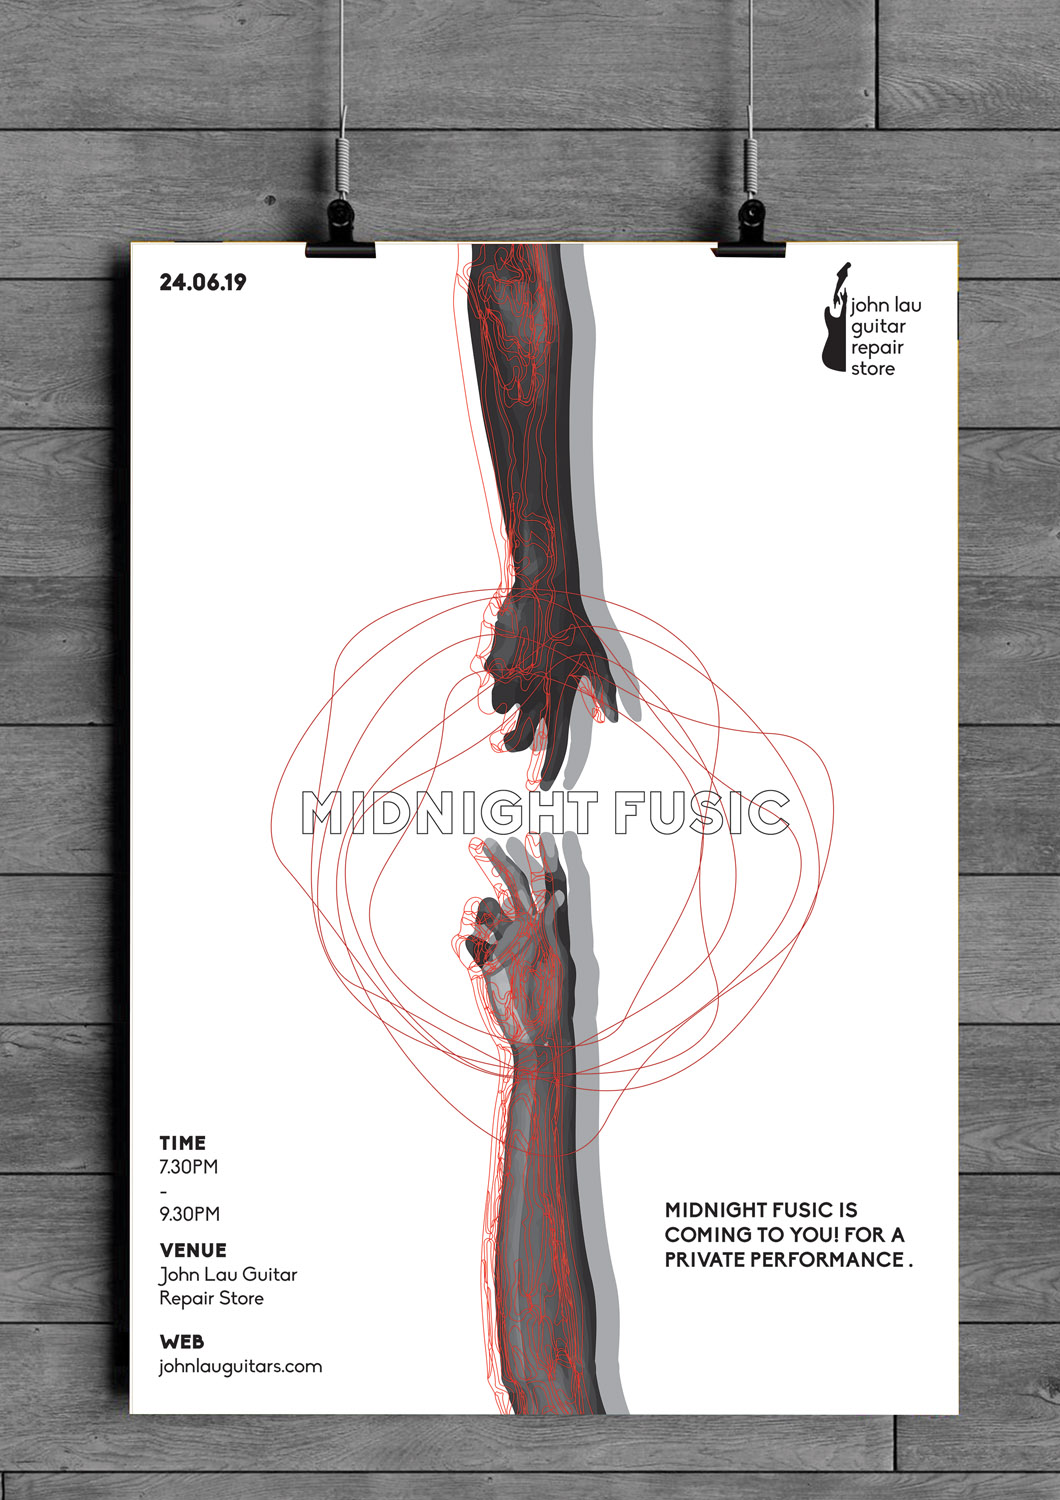 24.06.19
john lau
guitar
repair
store
MIDNIGHT FUSIC
TIME
7.30PM
-
9.30PM
VENUE
John Lau Guitar
Repair Store
WEB
johnlauguitars.com
MIDNIGHT FUSIC IS
COMING TO YOU! FOR A
PRIVATE PERFORMANCE .